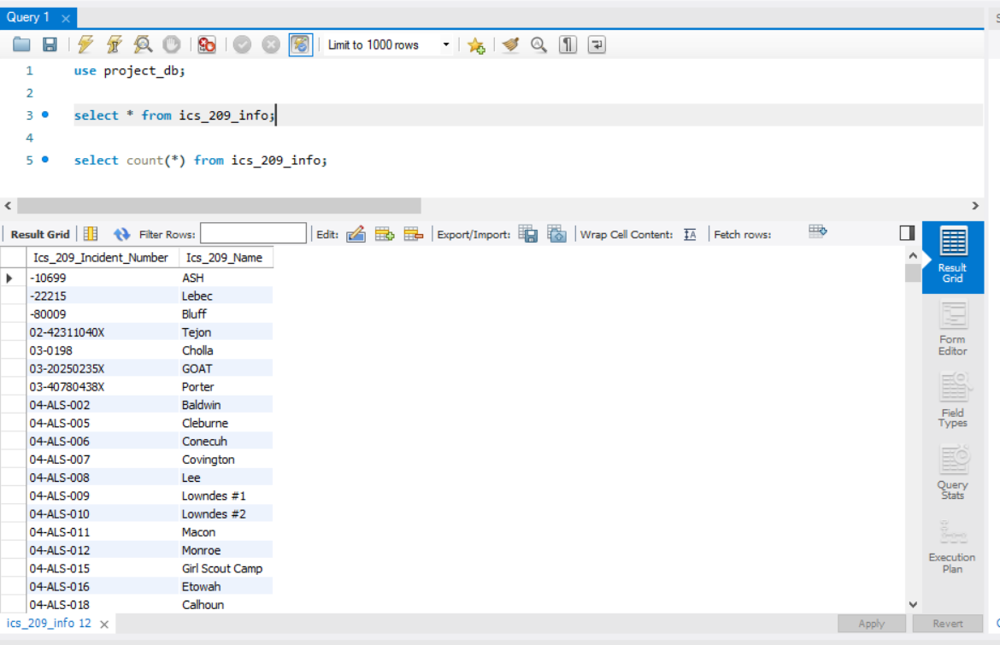 Query 1
Limit to 1000 rows
1 use project_db;
2
3 select * from ics_209_info;
4
5 select count(*) from ics_209_info;
Result Grid Filter Rows: Edit: Export/Import: Wrap Cell Content: Fetch rows:
Ics_209_Incident_Number Ics_209_Name
-10699 ASH
-22215 Lebec
-80009 Bluff
02-42311040X Tejon
03-0198 Cholla
03-20250235X GOAT
03-40780438X Porter
04-ALS-002 Baldwin
04-ALS-005 Cleburne
04-ALS-006 Conecuh
04-ALS-007 Covington
04-ALS-008 Lee
04-ALS-009 Lowndes #1
04-ALS-010 Lowndes #2
04-ALS-011 Macon
04-ALS-012 Monroe
04-ALS-015 Girl Scout Camp
04-ALS-016 Etowah
04-ALS-018 Calhoun
Result
Grid
Form
Editor
Field
Types
Query
Stats
Execution
Plan
ics_209_info 12
Apply Revert